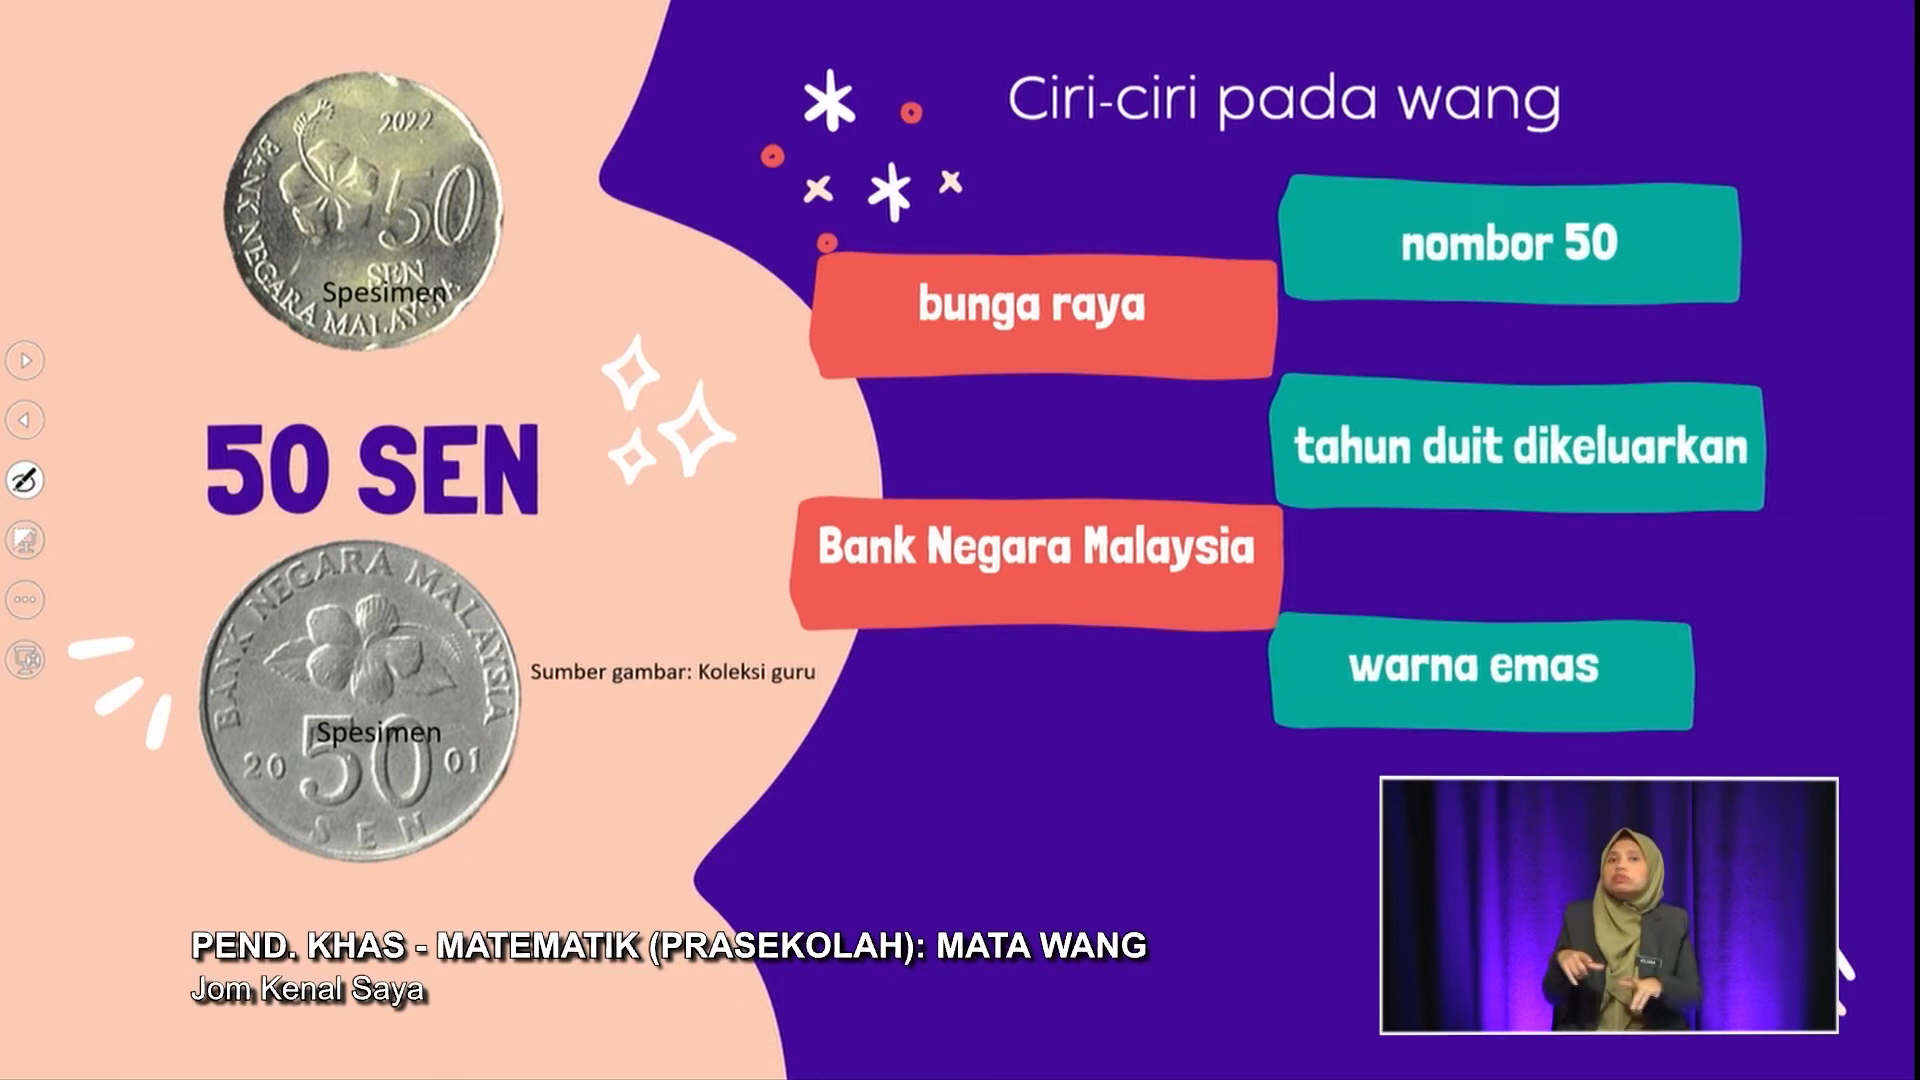 2022
BANK NEGARA MALAYSIA
50
SEN
Spesimen
50 SEN
BANK NEGARA MALAYSIA
Spesimen
20 50 01
SEN
Sumber gambar: Koleksi guru
Ciri-ciri pada wang
nombor 50
bunga raya
tahun duit dikeluarkan
Bank Negara Malaysia
warna emas
PEND. KHAS - MATEMATIK (PRASEKOLAH): MATA WANG
Jom Kenal Saya